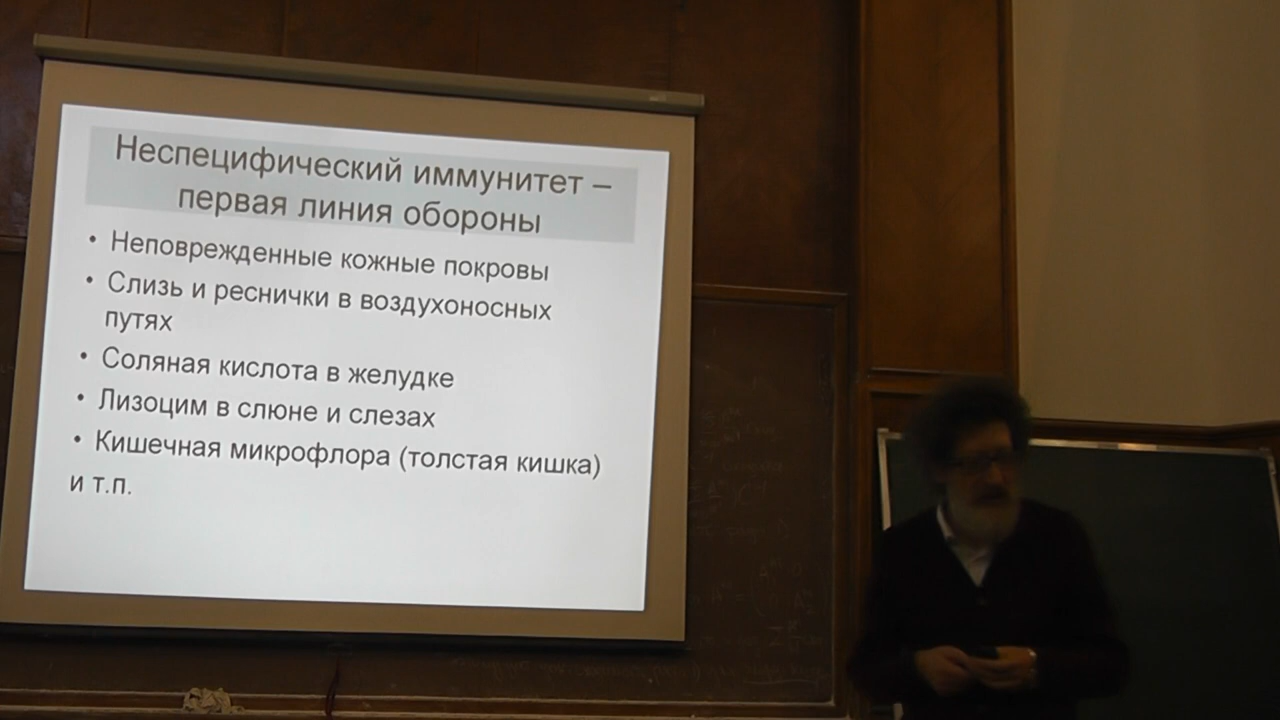 Неспецифический иммунитет –
первая линия обороны
• Неповрежденные кожные покровы
• Слизь и реснички в воздухоносных
путях
• Соляная кислота в желудке
• Лизоцим в слюне и слезах
• Кишечная микрофлора (толстая кишка)
и т.п.